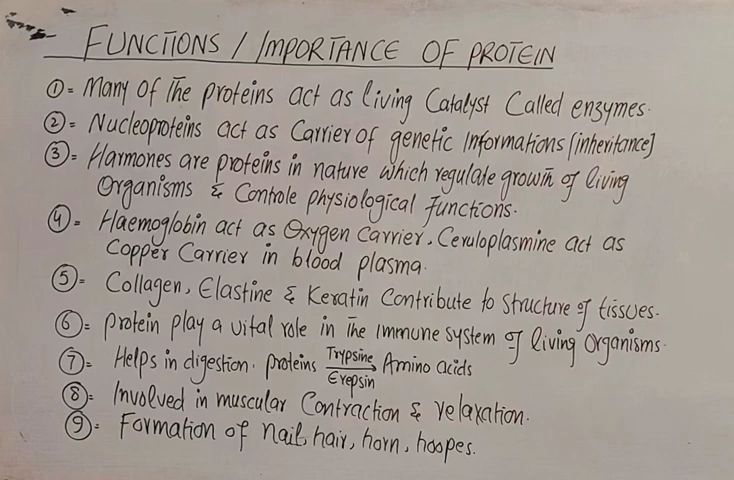 FUNCTIONS / IMPORTANCE OF PROTEIN
①= Many of The proteins act as living Catalyst Called enzymes.
②= Nucleoproteins act as Carrier of genetic Informations [inheritance]
③= Harmones are proteins in nature which regulate growth of living
Organisms & Controle physiological functions.
④= Haemoglobin act as Oxygen Carrier, Ceruloplasmine act as
Copper Carrier in blood plasma.
⑤= Collagen, Elastine & Keratin Contribute to Structure of tissues.
⑥= Protein play a vital role in The immune system of living Organisms.
⑦= Helps in digestion. proteins Trypsine Amino acids
Erepsin
⑧= Involved in muscular Contraction & relaxation.
⑨= Formation of nail, hair, horn, hoopes.